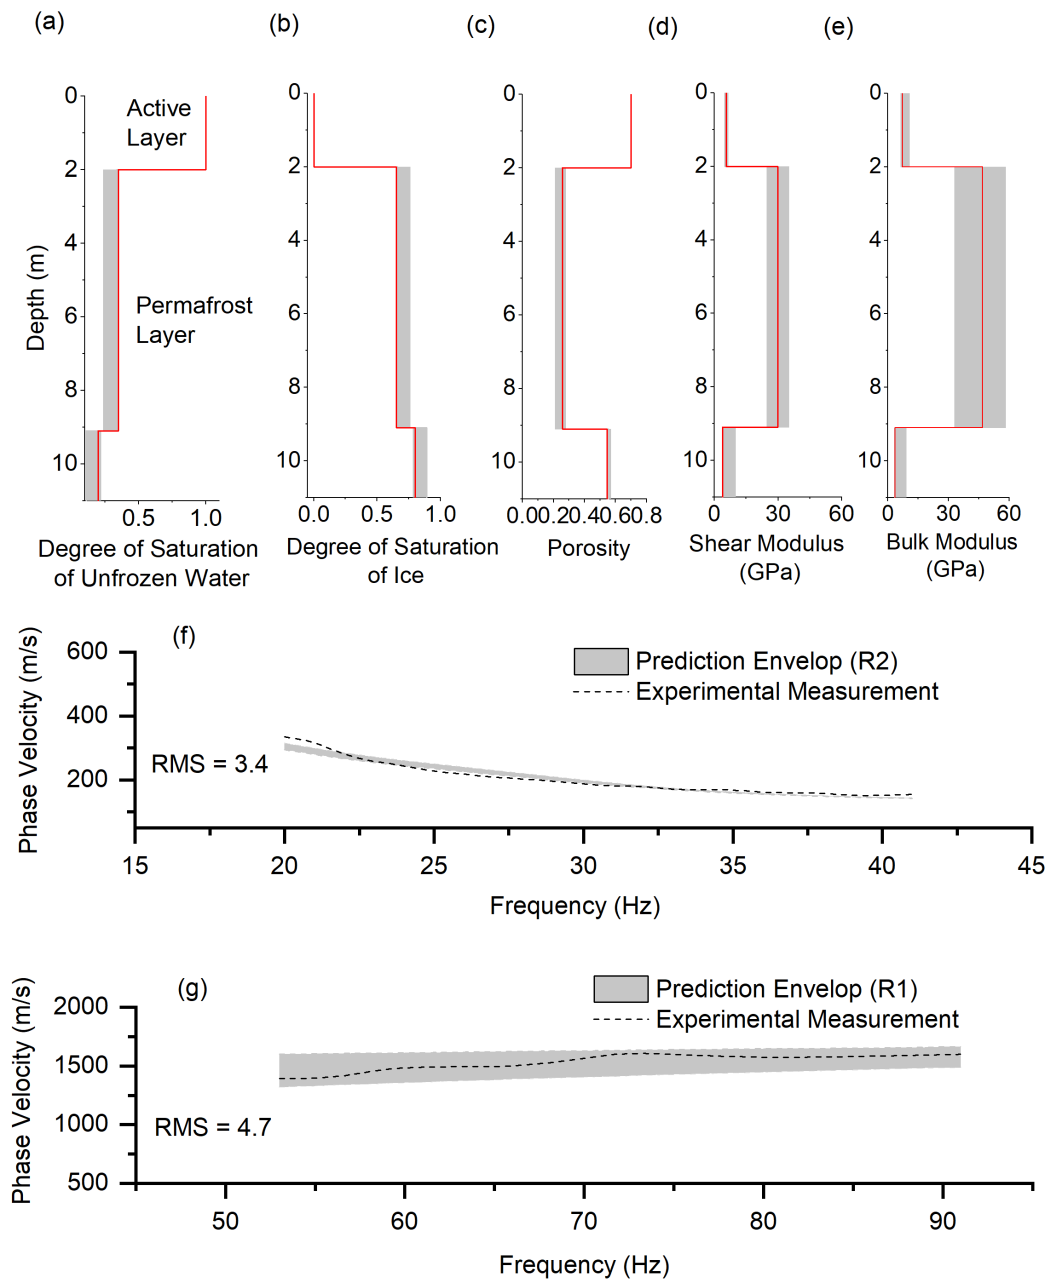 (a)
(b)
(c)
(d)
(e)
0
2
4
6
8
10
Depth (m)
Active
Layer
Permafrost
Layer
0.5
1.0
Degree of Saturation
of Unfrozen Water
0
2
4
6
8
10
0.0
0.5
1.0
Degree of Saturation
of Ice
0
2
4
6
8
10
0.00.20.40.60.8
Porosity
0
2
4
6
8
10
0
30
60
Shear Modulus
(GPa)
0
2
4
6
8
10
0
30
60
Bulk Modulus
(GPa)
(f)
Phase Velocity (m/s)
600
400
200
Prediction Envelop (R2)
Experimental Measurement
RMS = 3.4
15
20
25
30
35
40
45
Frequency (Hz)
(g)
Phase Velocity (m/s)
2000
1500
1000
500
Prediction Envelop (R1)
Experimental Measurement
RMS = 4.7
50
60
70
80
90
Frequency (Hz)